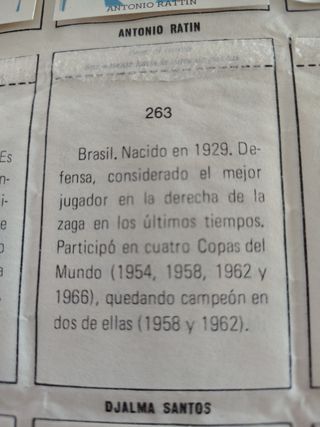 ANTONIO RATTIN
ANTONIO RATIN
263
Es
Brasil. Nacido en 1929. De-
fensa, considerado el mejor
jugador en la derecha de la
zaga en los últimos tiempos.
Participó en cuatro Copas del
Mundo (1954, 1958, 1962 y
1966), quedando campeón en
dos de ellas (1958 y 1962).
DJALMA SANTOS